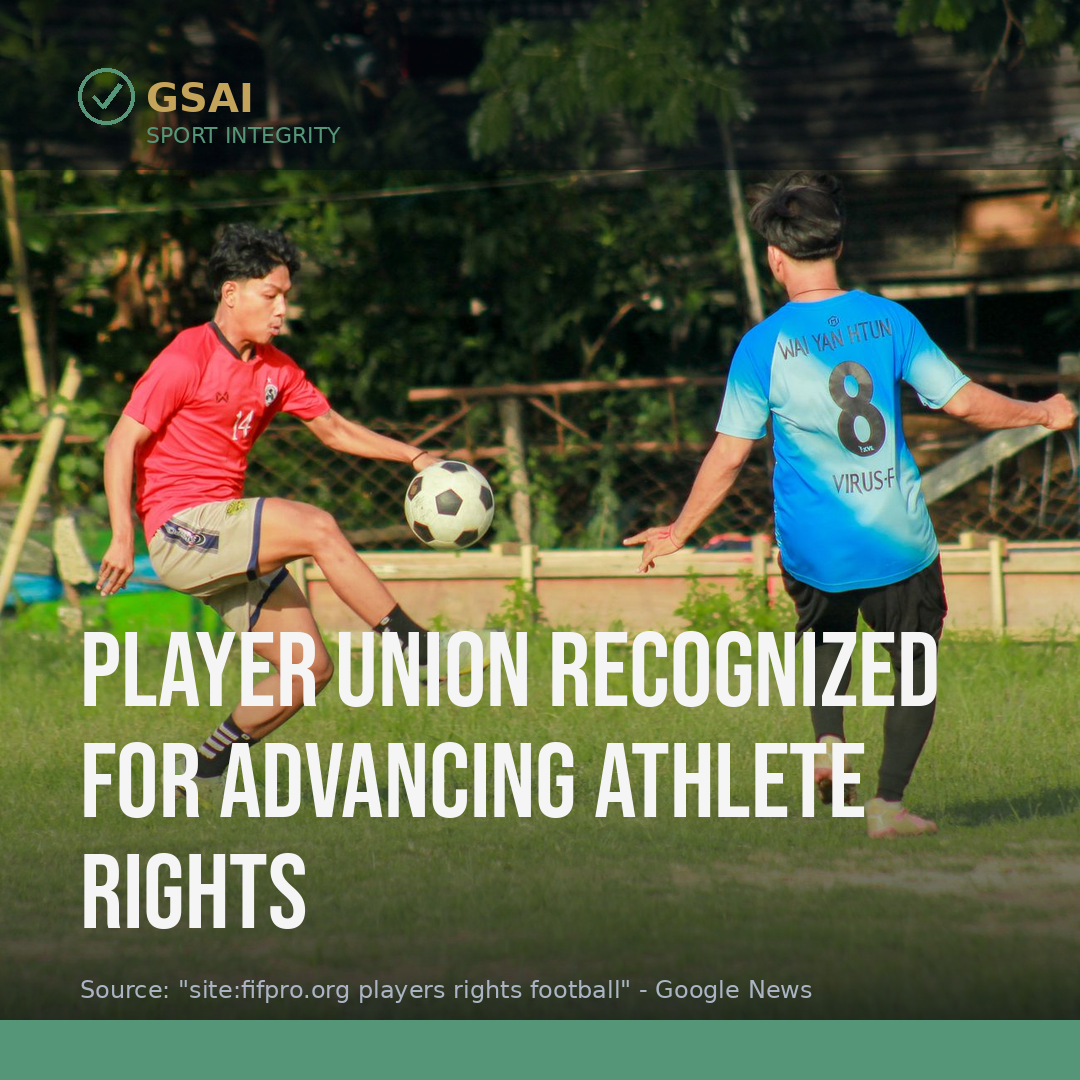 GSAI
SPORT INTEGRITY
WAI YAN HTUN
14
8
VIRUS-F
PLAYER UNION RECOGNIZED
FOR ADVANCING ATHLETE
RIGHTS
Source: "site:fifpro.org players rights football" - Google News